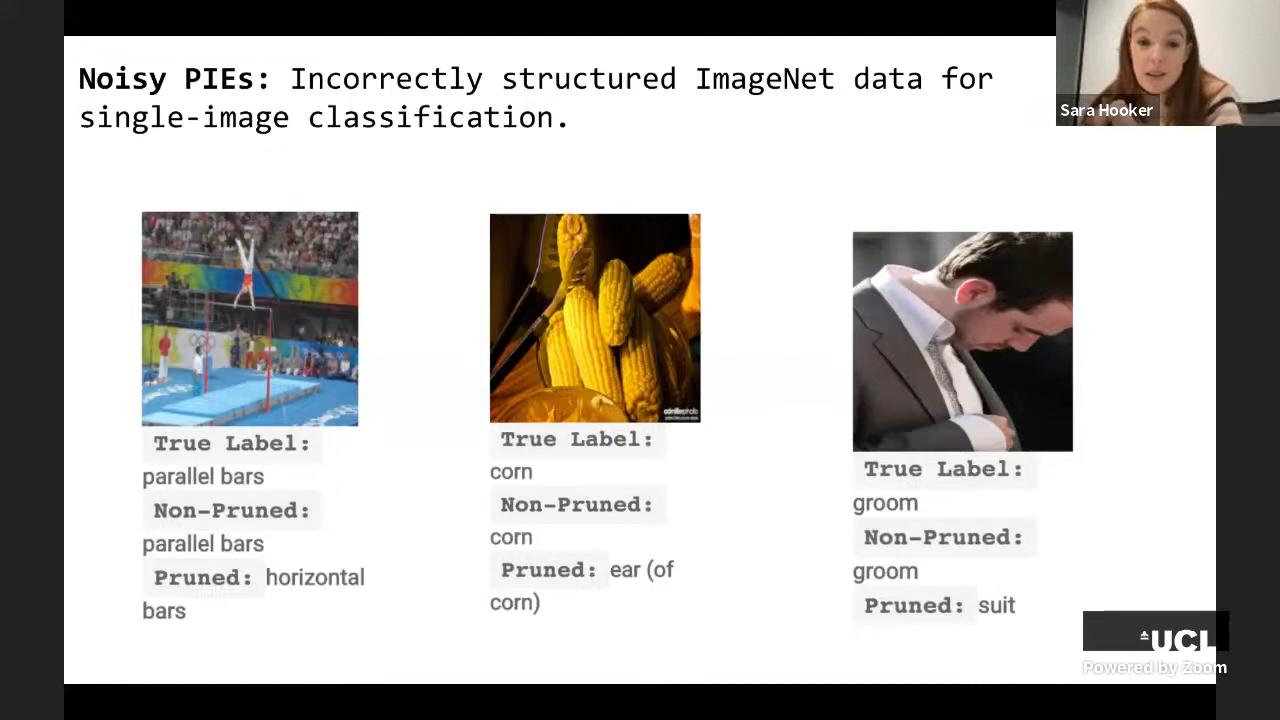 Noisy PIEs: Incorrectly structured ImageNet data for
single-image classification.
Sara Hooker
True Label:
parallel bars
Non-Pruned:
parallel bars
Pruned: horizontal
bars
True Label:
corn
Non-Pruned:
corn
Pruned: ear (of
corn)
True Label:
groom
Non-Pruned:
groom
Pruned: suit
UCL
Powered by Zoom